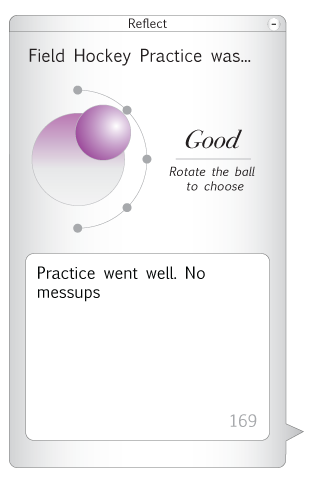 Reflect
Field Hockey Practice was...
Good
Rotate the ball
to choose
Practice went well. No
messups
169